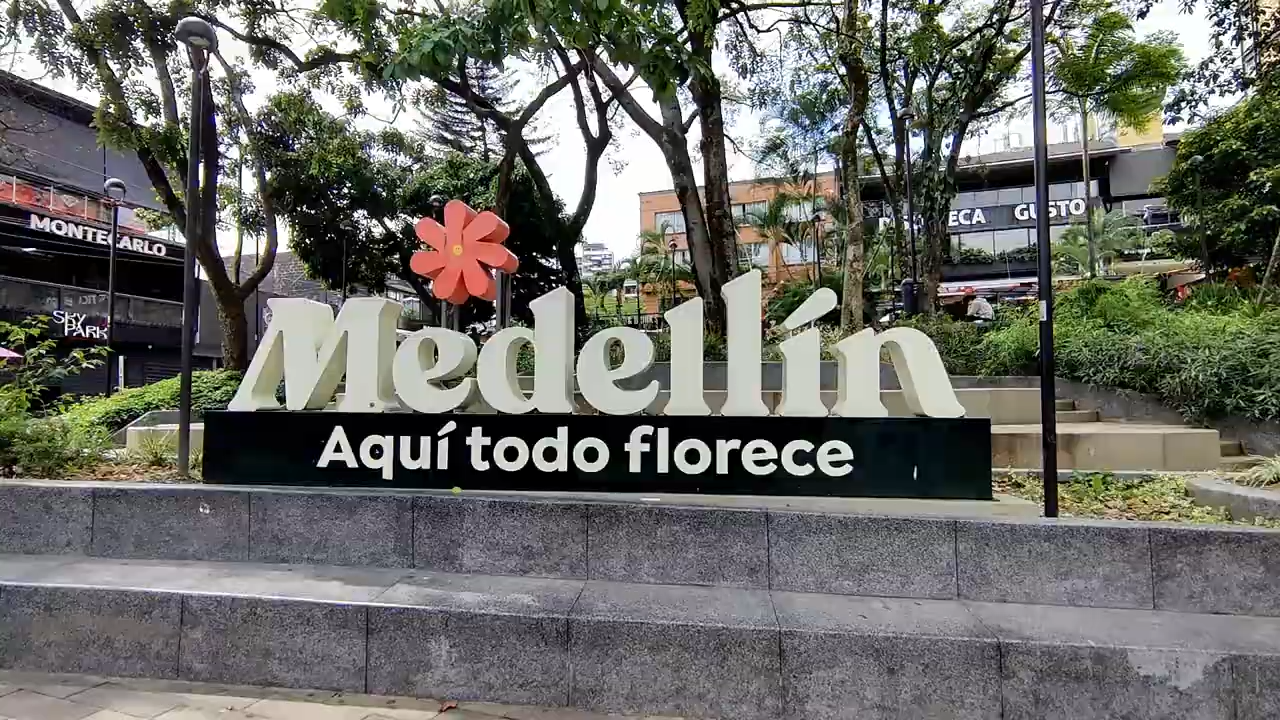 MONTECARLO
SKY
PARK
GUSTO
Medellín
Aquí todo florece